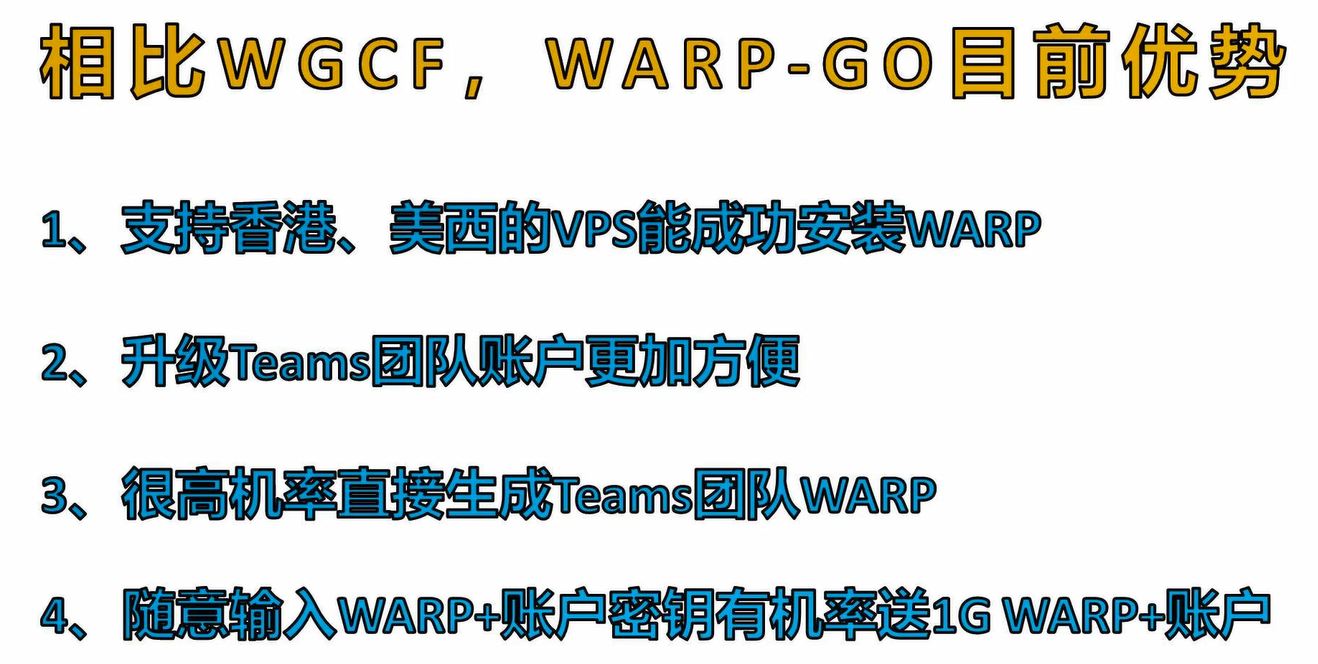 相比WGCF，WARP-GO目前优势
1、支持香港、美西的VPS能成功安装WARP
2、升级Teams团队账户更加方便
3、很高机率直接生成Teams团队WARP
4、随意输入WARP+账户密钥有机率送1G WARP+账户